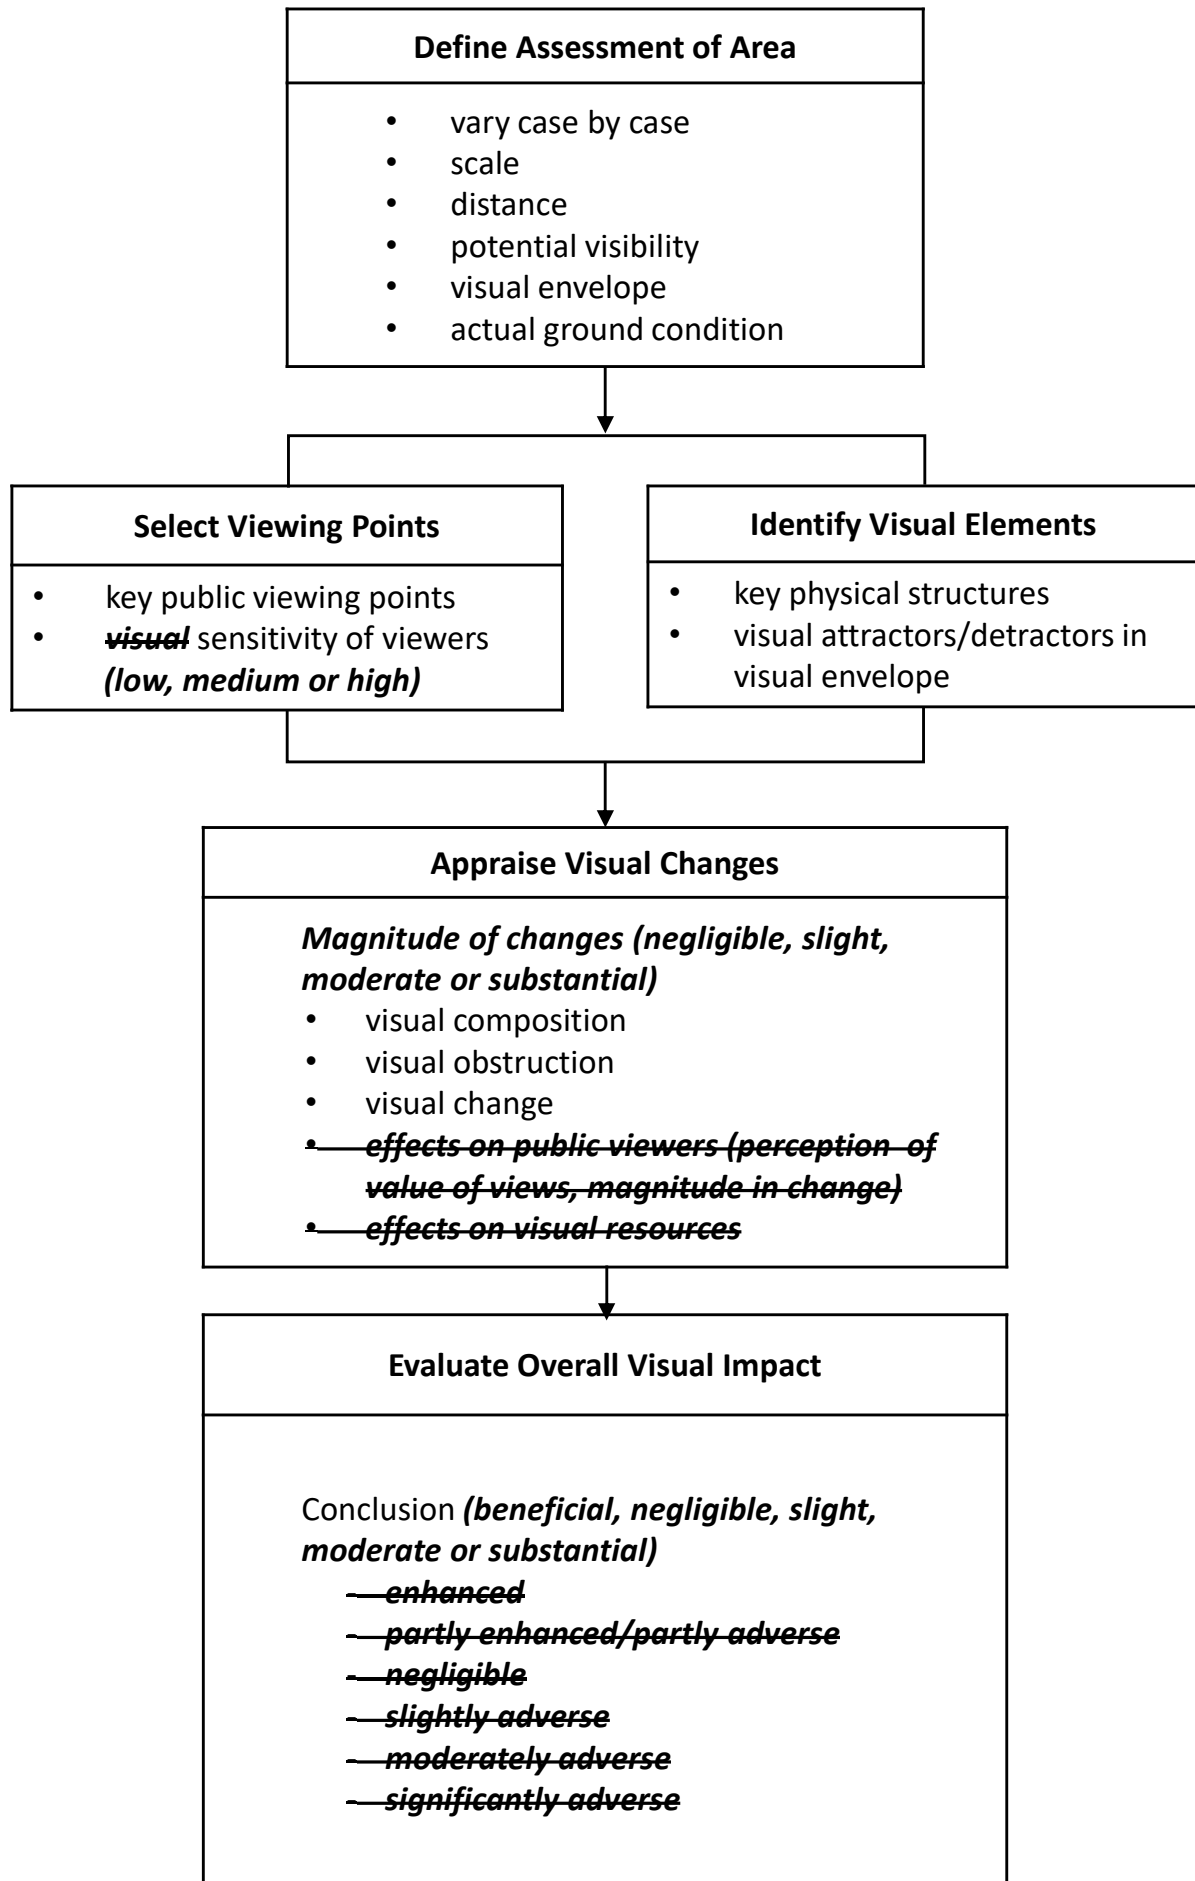 Define Assessment of Area
• vary case by case
• scale
• distance
• potential visibility
• visual envelope
• actual ground condition
Select Viewing Points
• key public viewing points
• visual sensitivity of viewers
(low, medium or high)
Identify Visual Elements
• key physical structures
• visual attractors/detractors in
visual envelope
Appraise Visual Changes
Magnitude of changes (negligible, slight,
moderate or substantial)
• visual composition
• visual obstruction
• visual change
• effects on public viewers (perception of
value of views, magnitude in change)
• effects on visual resources
Evaluate Overall Visual Impact
Conclusion (beneficial, negligible, slight,
moderate or substantial)
- enhanced
- partly enhanced/partly adverse
- negligible
- slightly adverse
- moderately adverse
- significantly adverse